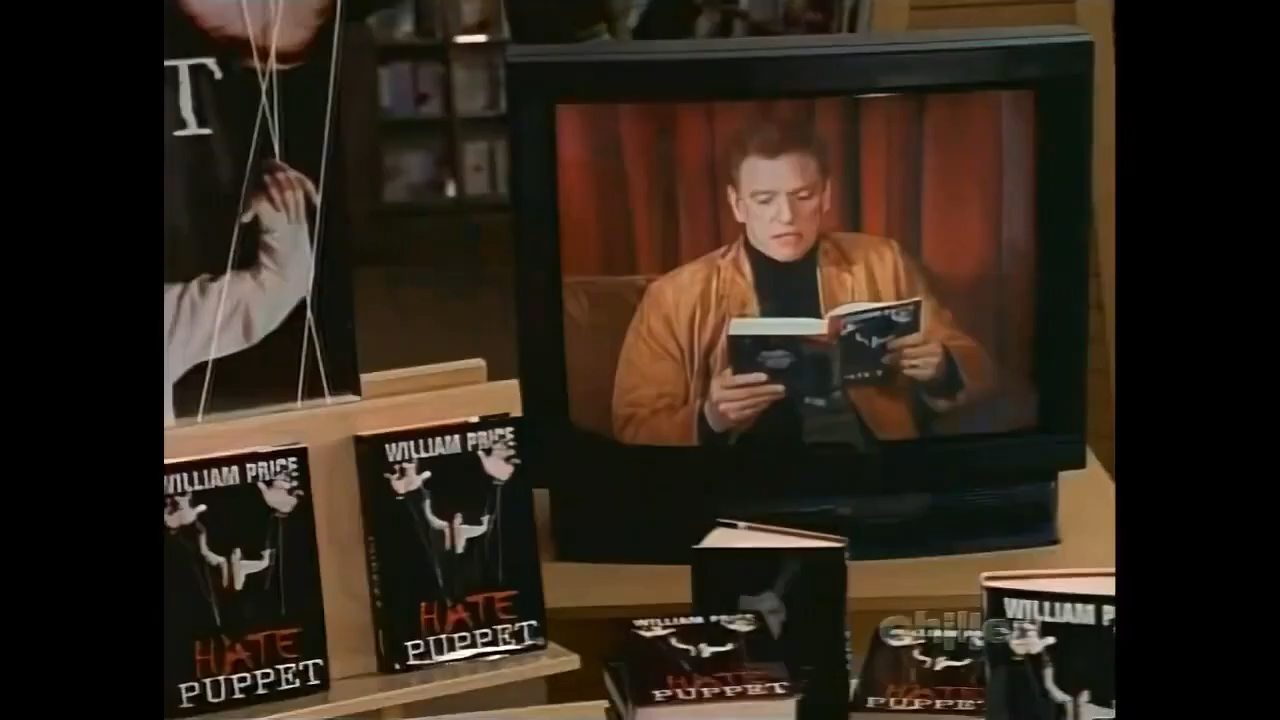 T
WILLIAM PRICE
HATE
PUPPET
WILLIAM PRICE
HATE
PUPPET
WILLIAM PRICE
HATE
PUPPET
HATE
PUPPET
WILLIAM P
chiller